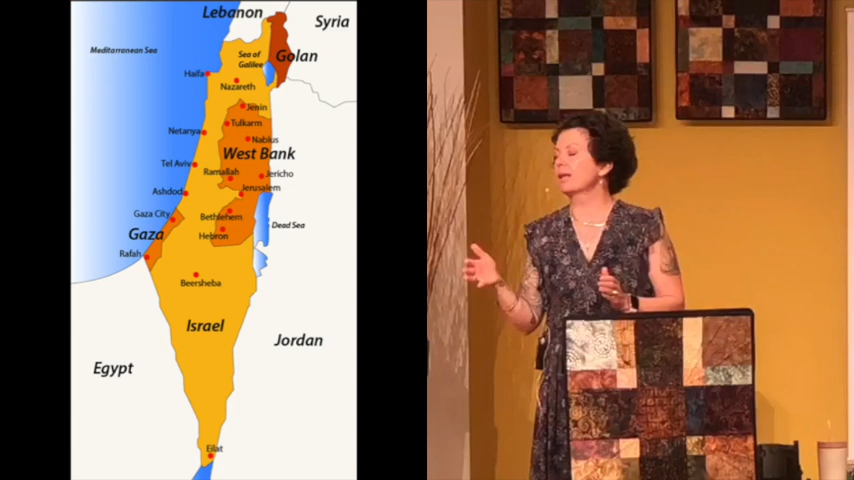 Lebanon
Syria
Mediterranean Sea
Sea of
Galilee
Golan
Haifa
Nazareth
Jenin
Tulkarm
Netanya
Nablus
West Bank
Tel Aviv
Ramallah
Jericho
Jerusalem
Ashdod
Gaza City
Bethlehem
Dead Sea
Gaza
Hebron
Rafah
Beersheba
Israel
Jordan
Egypt
Eilat